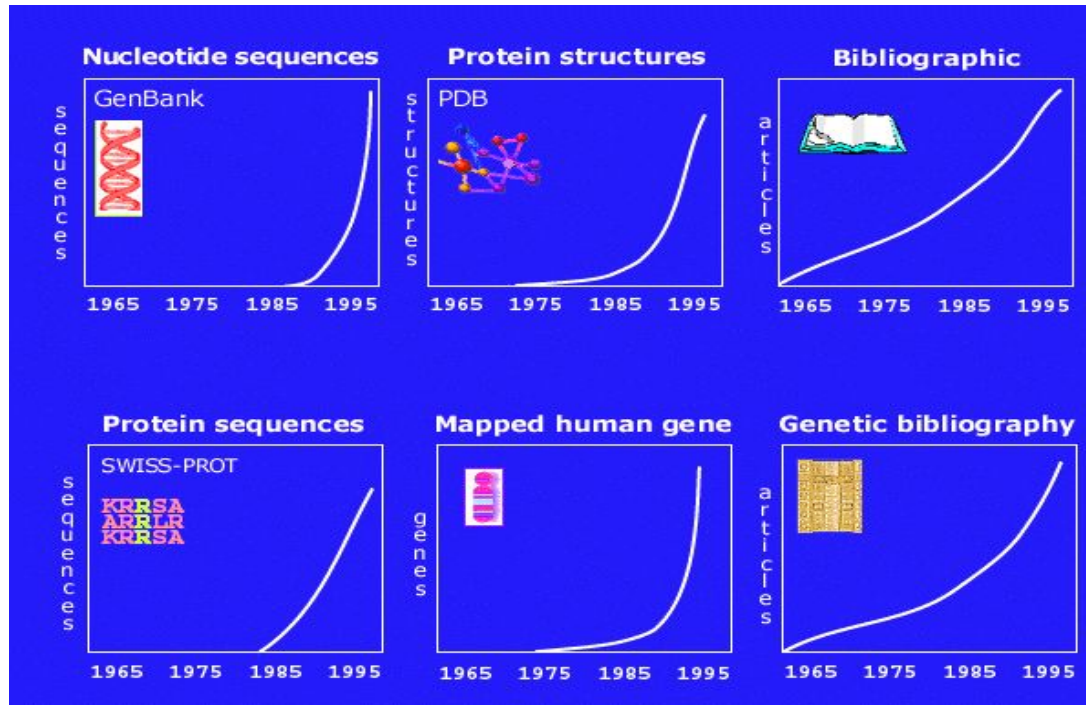 Nucleotide sequences
GenBank
sequences
1965 1975 1985 1995
Protein structures
PDB
structures
1965 1975 1985 1995
Bibliographic
articles
1965 1975 1985 1995
Protein sequences
SWISS-PROT
KRRSA
ARRLR
KRRSA
sequences
1965 1975 1985 1995
Mapped human gene
genes
1965 1975 1985 1995
Genetic bibliography
articles
1965 1975 1985 1995